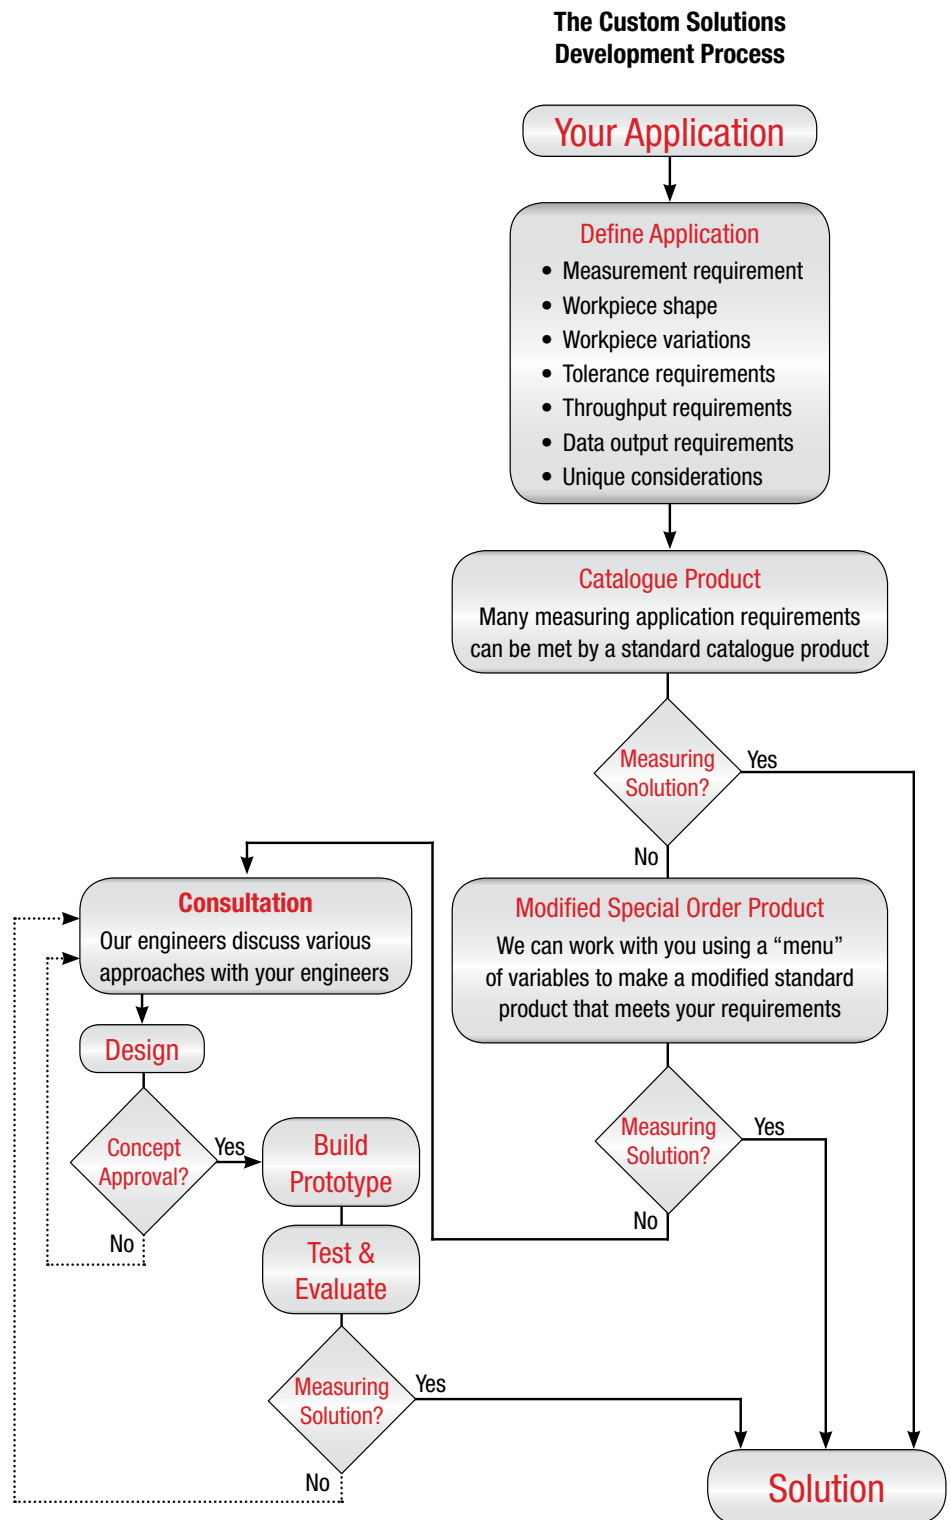 The Custom Solutions
Development Process
Your Application
Define Application
• Measurement requirement
• Workpiece shape
• Workpiece variations
• Tolerance requirements
• Throughput requirements
• Data output requirements
• Unique considerations
Catalogue Product
Many measuring application requirements
can be met by a standard catalogue product
Measuring
Solution?
Yes
No
Modified Special Order Product
We can work with you using a “menu”
of variables to make a modified standard
product that meets your requirements
Measuring
Solution?
Yes
No
Consultation
Our engineers discuss various
approaches with your engineers
Design
Concept
Approval?
Yes
No
Build
Prototype
Test &
Evaluate
Measuring
Solution?
Yes
No
Solution